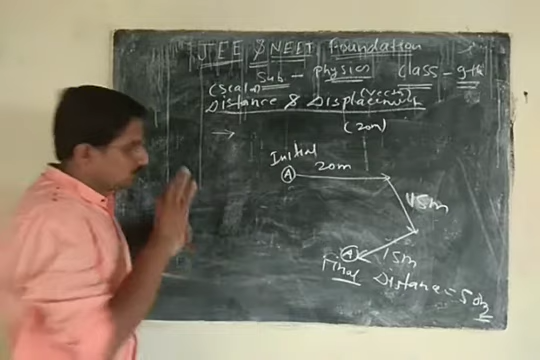 JEE & NEET Foundation
Sub - physics class - 9th
(Scalar) (vector)
Distance & Displacement
(20m)
Initial
A 20m
15m
A 15m
Final Distance = 50m